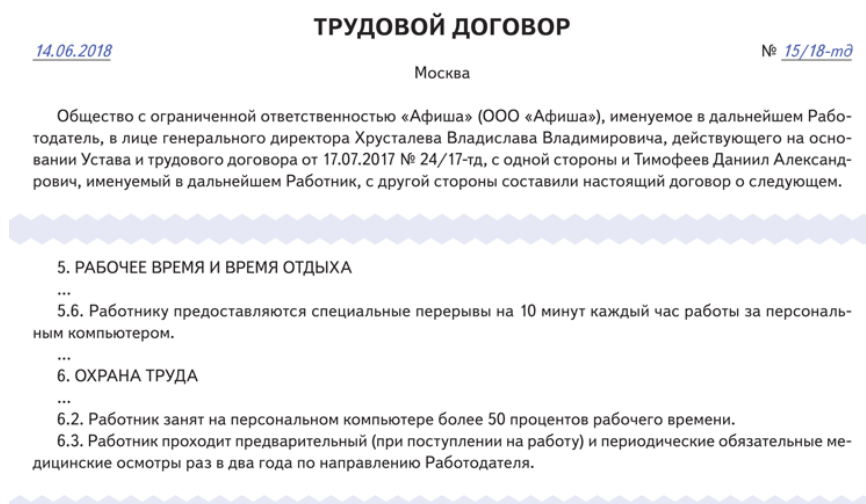 ТРУДОВОЙ ДОГОВОР
14.06.2018 № 15/18-тд
Москва
Общество с ограниченной ответственностью «Афиша» (ООО «Афиша»), именуемое в дальнейшем Рабо-
тодатель, в лице генерального директора Хрусталева Владислава Владимировича, действующего на осно-
вании Устава и трудового договора от 17.07.2017 № 24/17-тд, с одной стороны и Тимофеев Даниил Александ-
рович, именуемый в дальнейшем Работник, с другой стороны составили настоящий договор о следующем.
5. РАБОЧЕЕ ВРЕМЯ И ВРЕМЯ ОТДЫХА
...
5.6. Работнику предоставляются специальные перерывы на 10 минут каждый час работы за персональ-
ным компьютером.
...
6. ОХРАНА ТРУДА
...
6.2. Работник занят на персональном компьютере более 50 процентов рабочего времени.
6.3. Работник проходит предварительный (при поступлении на работу) и периодические обязательные ме-
дицинские осмотры раз в два года по направлению Работодателя.